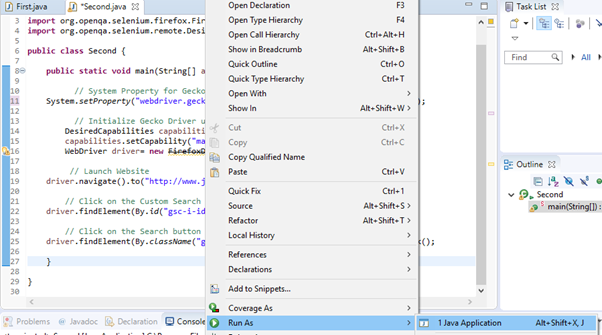 First.java
*Second.java
3 import org.openqa.selenium.firefox.Fir
4 import org.openqa.selenium.remote.Desi
5
6 public class Second {
7
8 public static void main(String[] a
9
10 // System Property for Gecko
11 System.setProperty("webdriver.geck );
12
13 // Initialize Gecko Driver u
14 DesiredCapabilities capabilitie
15 capabilities.setCapability("ma
16 WebDriver driver= new FirefoxD
17
18 // Launch Website
19 driver.navigate().to("http://www.j
20
21 // Click on the Custom Search
22 driver.findElement(By.id("gsc-i-id
23
24 // Click on the Search button
25 driver.findElement(By.className("g k();
26
27 }
28
29 }
30
Open Declaration F3
Open Type Hierarchy F4
Open Call Hierarchy Ctrl+Alt+H
Show in Breadcrumb Alt+Shift+B
Quick Outline Ctrl+O
Quick Type Hierarchy Ctrl+T
Open With >
Show In Alt+Shift+W >
Cut Ctrl+X
Copy Ctrl+C
Copy Qualified Name
Paste Ctrl+V
Quick Fix Ctrl+1
Source Alt+Shift+S >
Refactor Alt+Shift+T >
Local History >
References >
Declarations >
Add to Snippets...
Coverage As >
Run As >
1 Java Application Alt+Shift+X, J
Task List
Find
All
Outline
Second
main(String[]) :
Problems
Javadoc
Declaration
Console